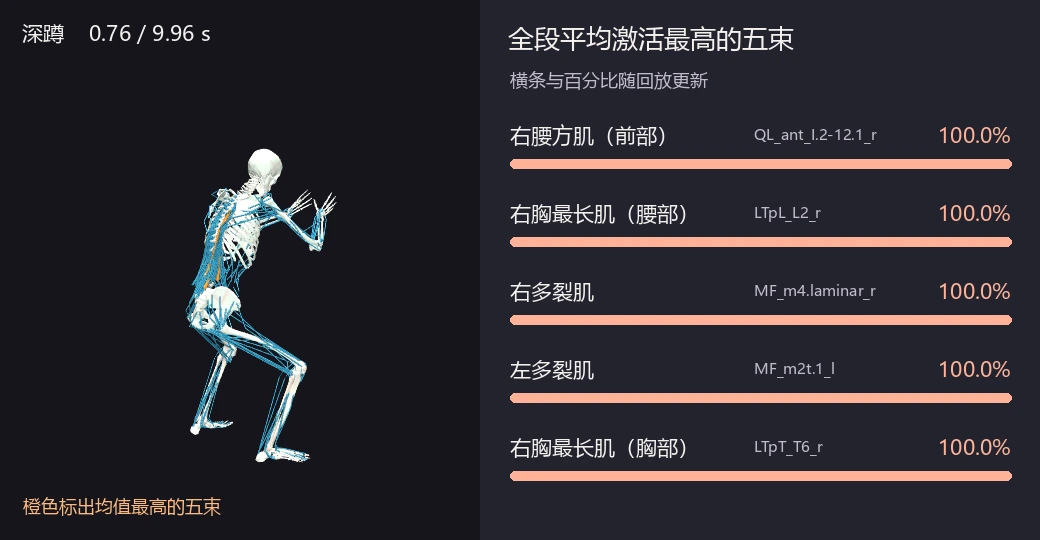 深蹲 0.76 / 9.96 s
全段平均激活最高的五束
横条与百分比随回放更新
右腰方肌（前部） QL_ant_I.2-12.1_r 100.0%
右胸最长肌（腰部） LTpL_L2_r 100.0%
右多裂肌 MF_m4.laminar_r 100.0%
左多裂肌 MF_m2t.1_l 100.0%
右胸最长肌（胸部） LTpT_T6_r 100.0%
橙色标出均值最高的五束